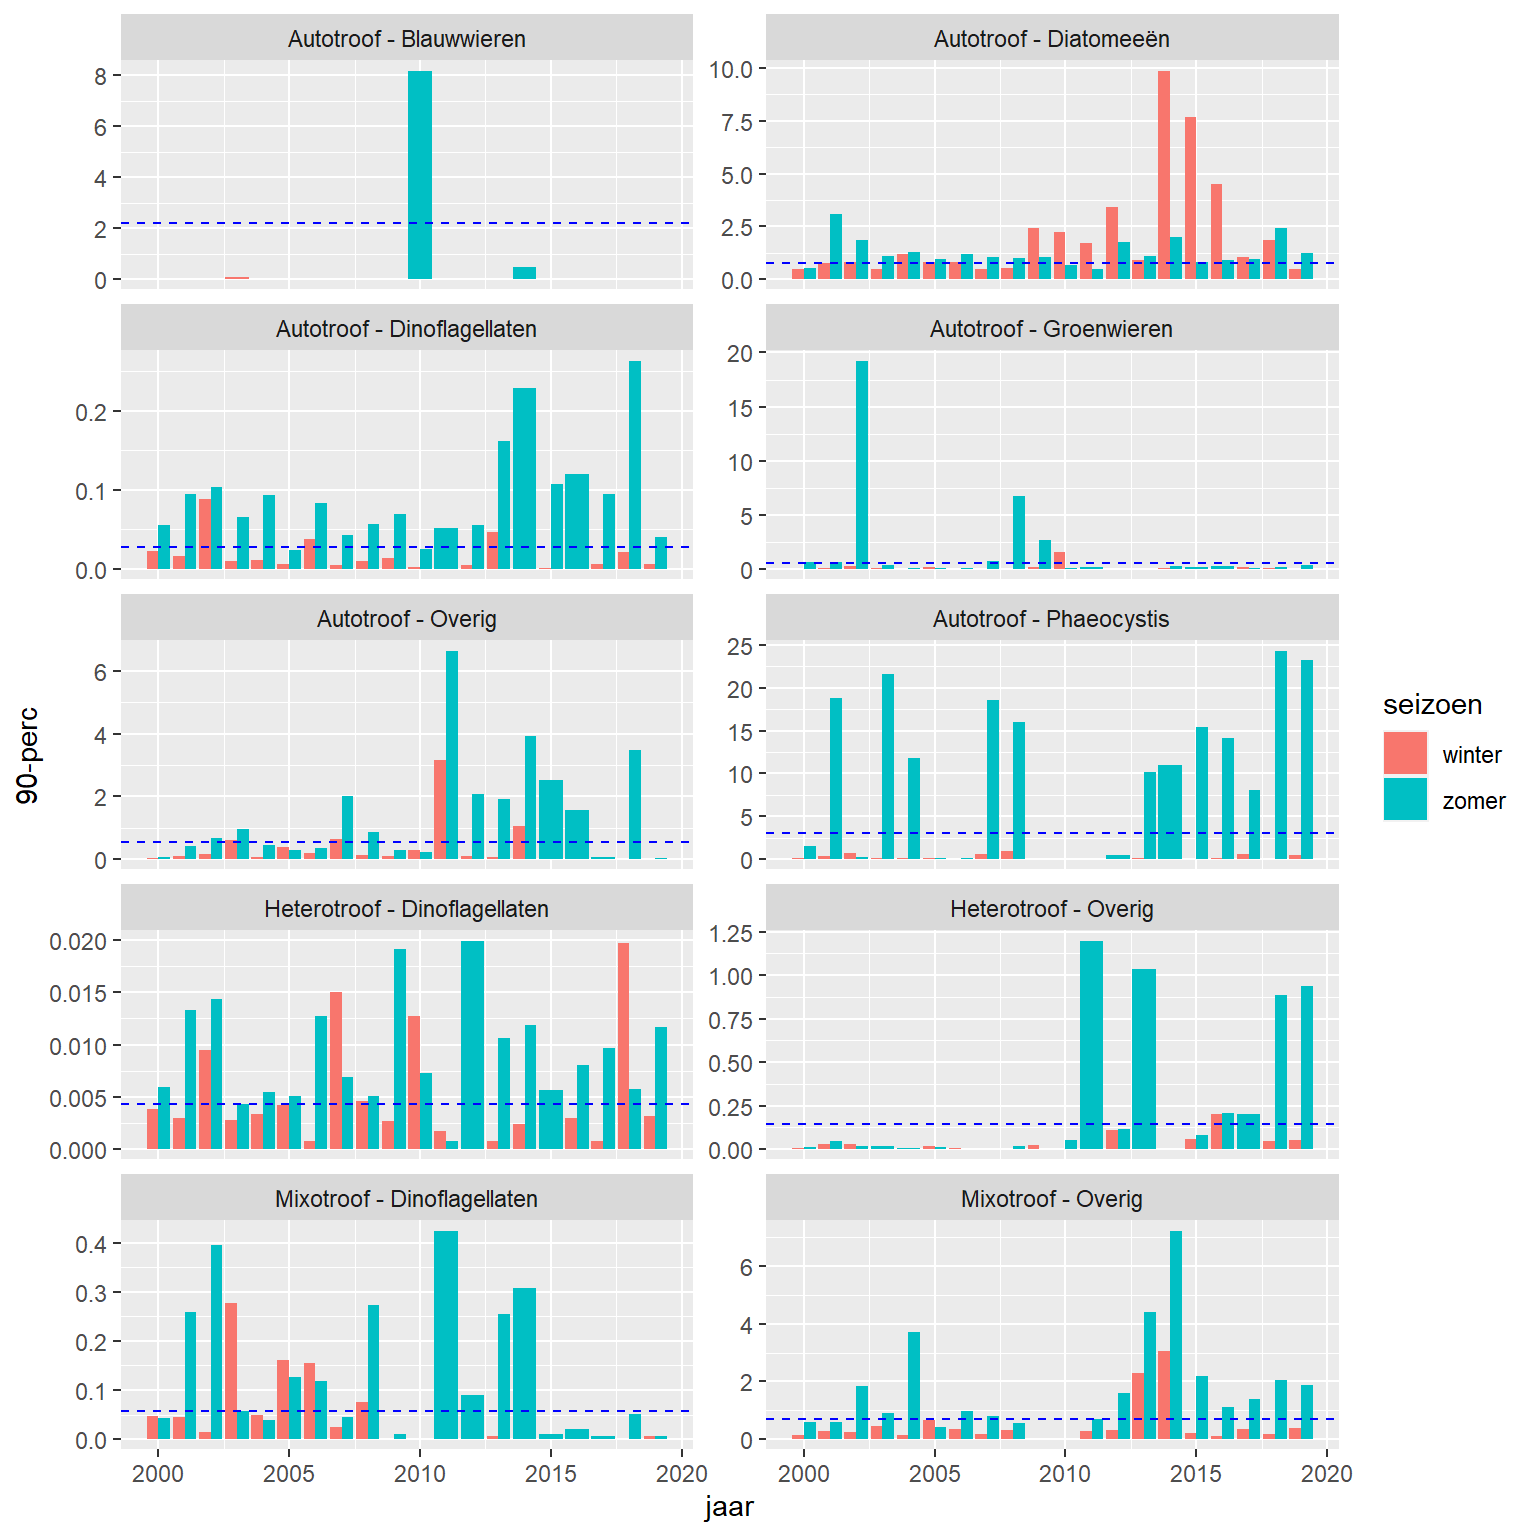 Autotroof - Blauwwieren
Autotroof - Diatomeeën
8
6
4
2
0
10.0
7.5
5.0
2.5
0.0
Autotroof - Dinoflagellaten
Autotroof - Groenwieren
0.2
0.1
0.0
20
15
10
5
0
Autotroof - Overig
Autotroof - Phaeocystis
6
4
2
0
25
20
15
10
5
0
Heterotroof - Dinoflagellaten
Heterotroof - Overig
0.020
0.015
0.010
0.005
0.000
1.25
1.00
0.75
0.50
0.25
0.00
Mixotroof - Dinoflagellaten
Mixotroof - Overig
0.4
0.3
0.2
0.1
0.0
6
4
2
0
2000 2005 2010 2015 2020
2000 2005 2010 2015 2020
jaar
90-perc
seizoen
winter
zomer